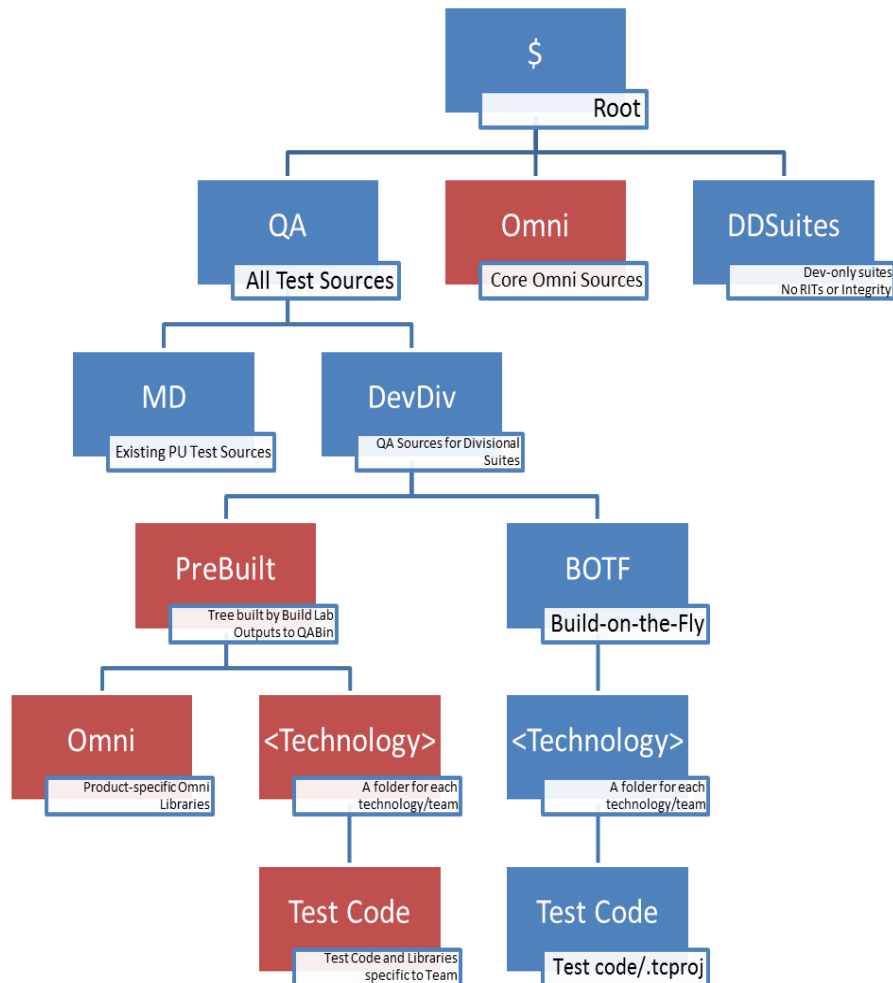 $
Root
QA
All Test Sources
Omni
Core Omni Sources
DDSuites
Dev-only suites
No RITs or Integrity
MD
Existing PU Test Sources
DevDiv
QA Sources for Divisional
Suites
PreBuilt
Tree built by Build Lab
Outputs to QABin
BOTF
Build-on-the-Fly
Omni
Product-specific Omni
Libraries
<Technology>
A folder for each
technology/team
<Technology>
A folder for each
technology/team
Test Code
Test Code and Libraries
specific to Team
Test Code
Test code/.tcproj